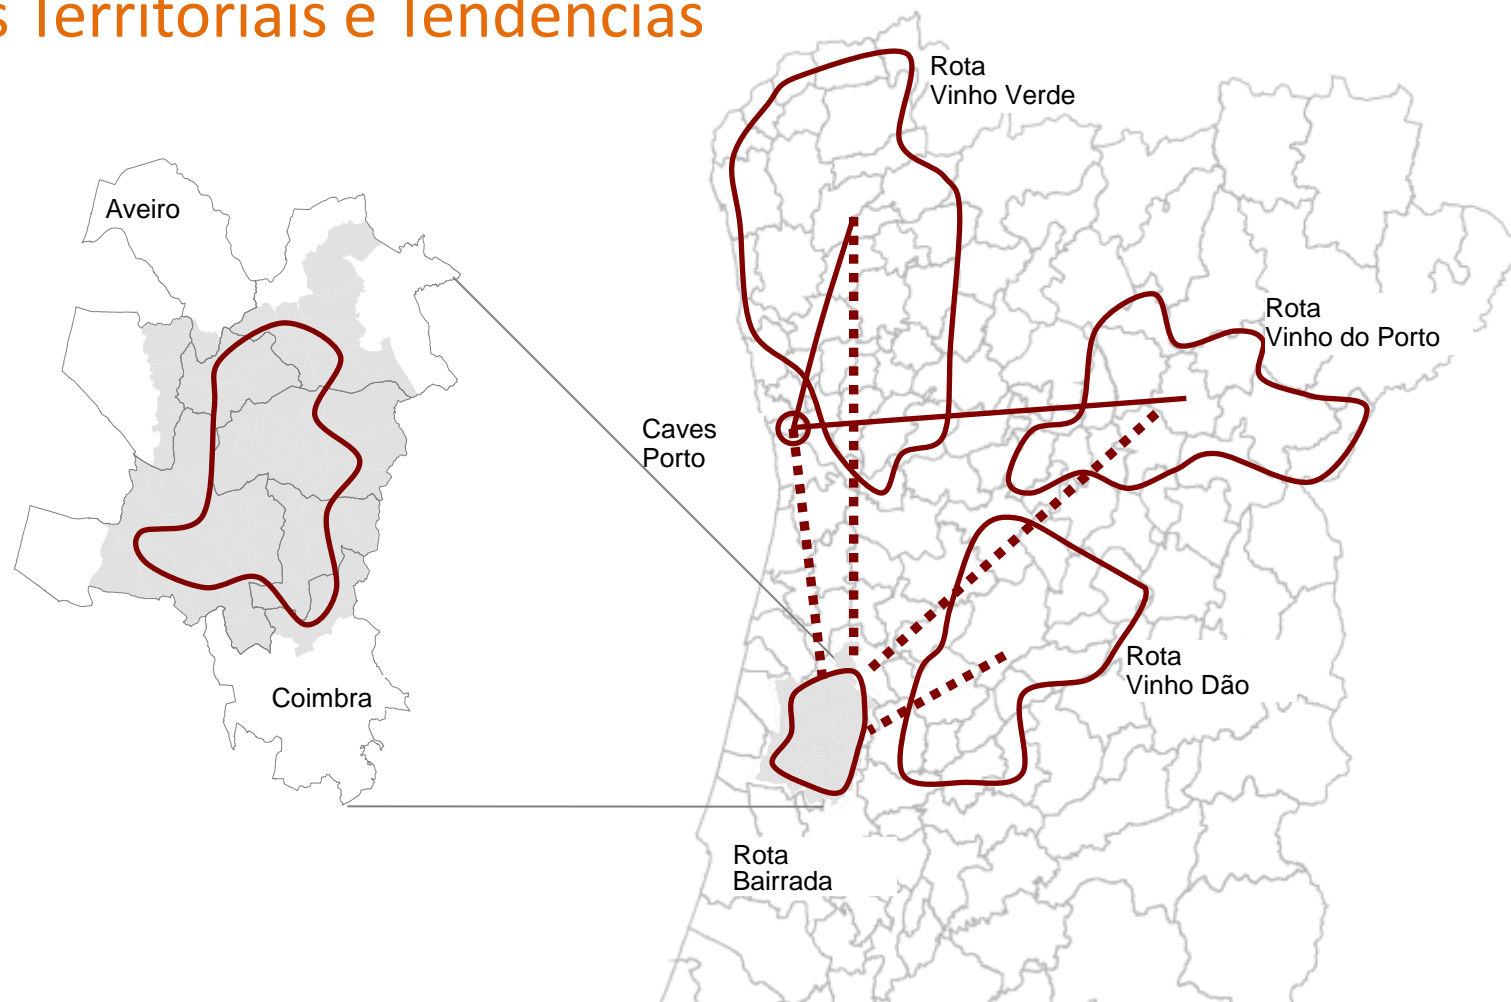 s Territoriais e Tendências
Rota
Vinho Verde
Aveiro
Rota
Vinho do Porto
Caves
Porto
Rota
Vinho Dão
Coimbra
Rota
Bairrada